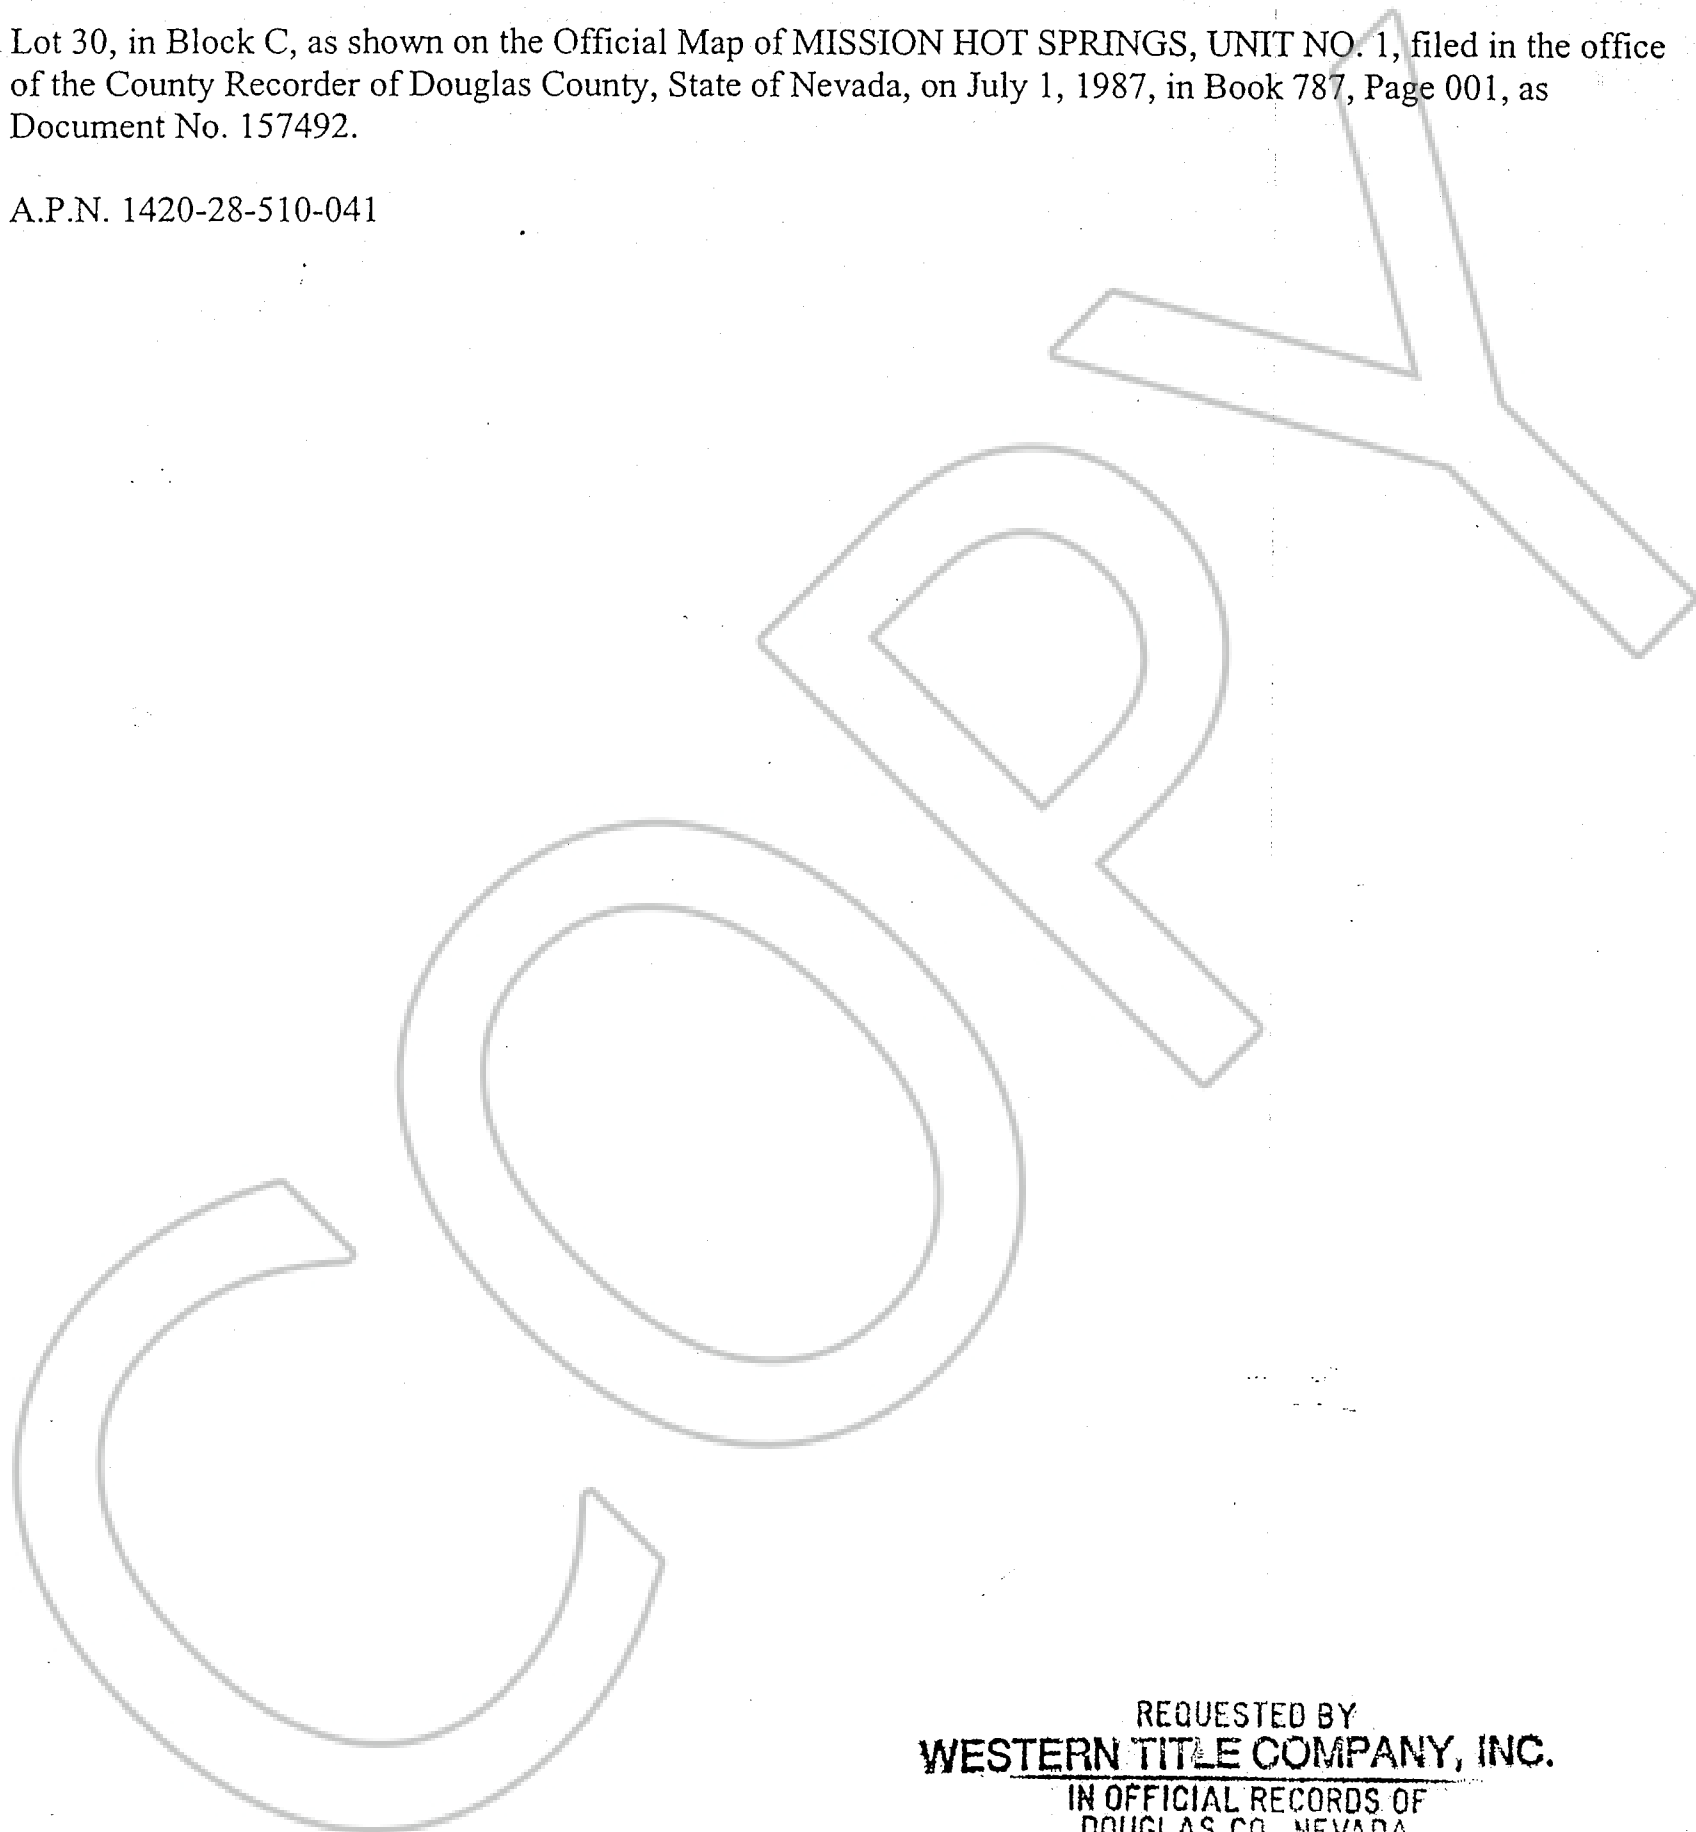 Lot 30, in Block C, as shown on the Official Map of MISSION HOT SPRINGS, UNIT NO. 1, filed in the office
of the County Recorder of Douglas County, State of Nevada, on July 1, 1987, in Book 787, Page 001, as
Document No. 157492.
A.P.N. 1420-28-510-041
COPY
REQUESTED BY
WESTERN TITLE COMPANY, INC.
IN OFFICIAL RECORDS OF
DOUGLAS CO., NEVADA